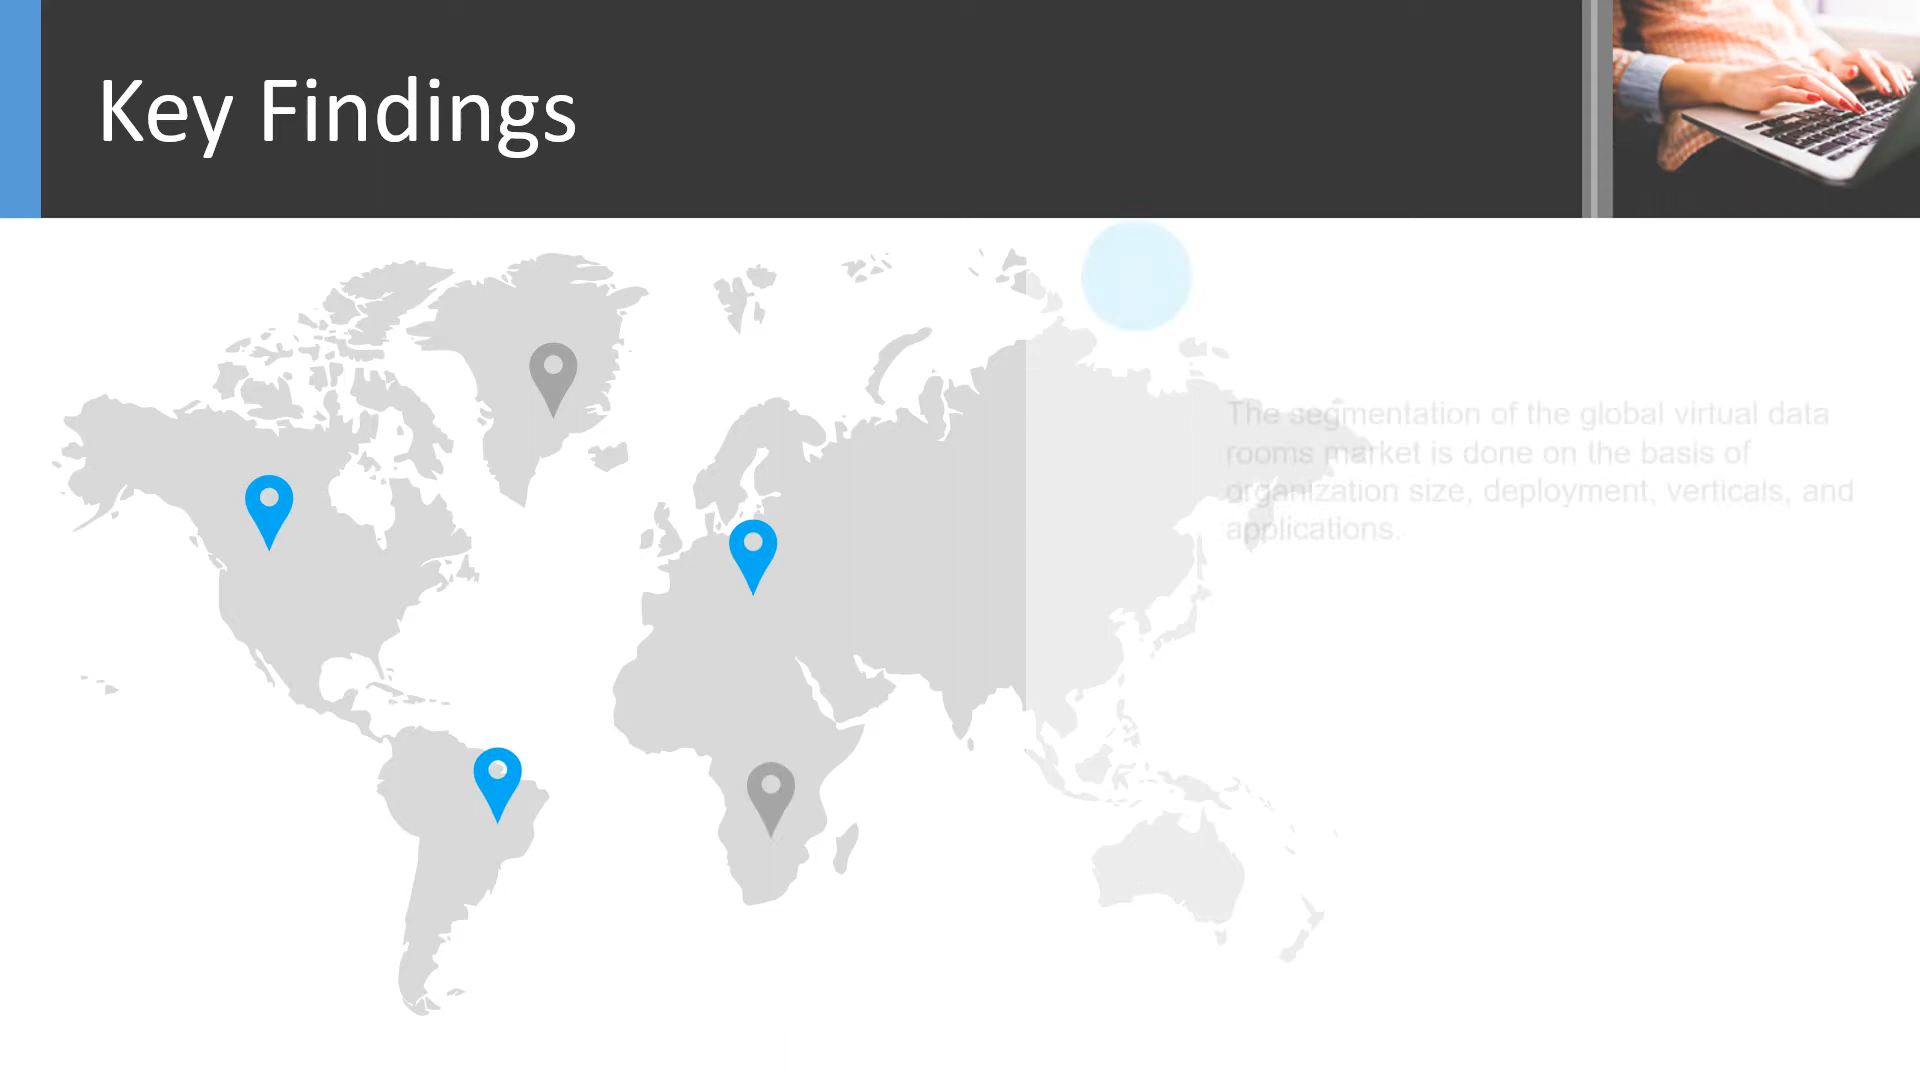 Key Findings
The segmentation of the global virtual data
rooms market is done on the basis of
organization size, deployment, verticals, and
applications.